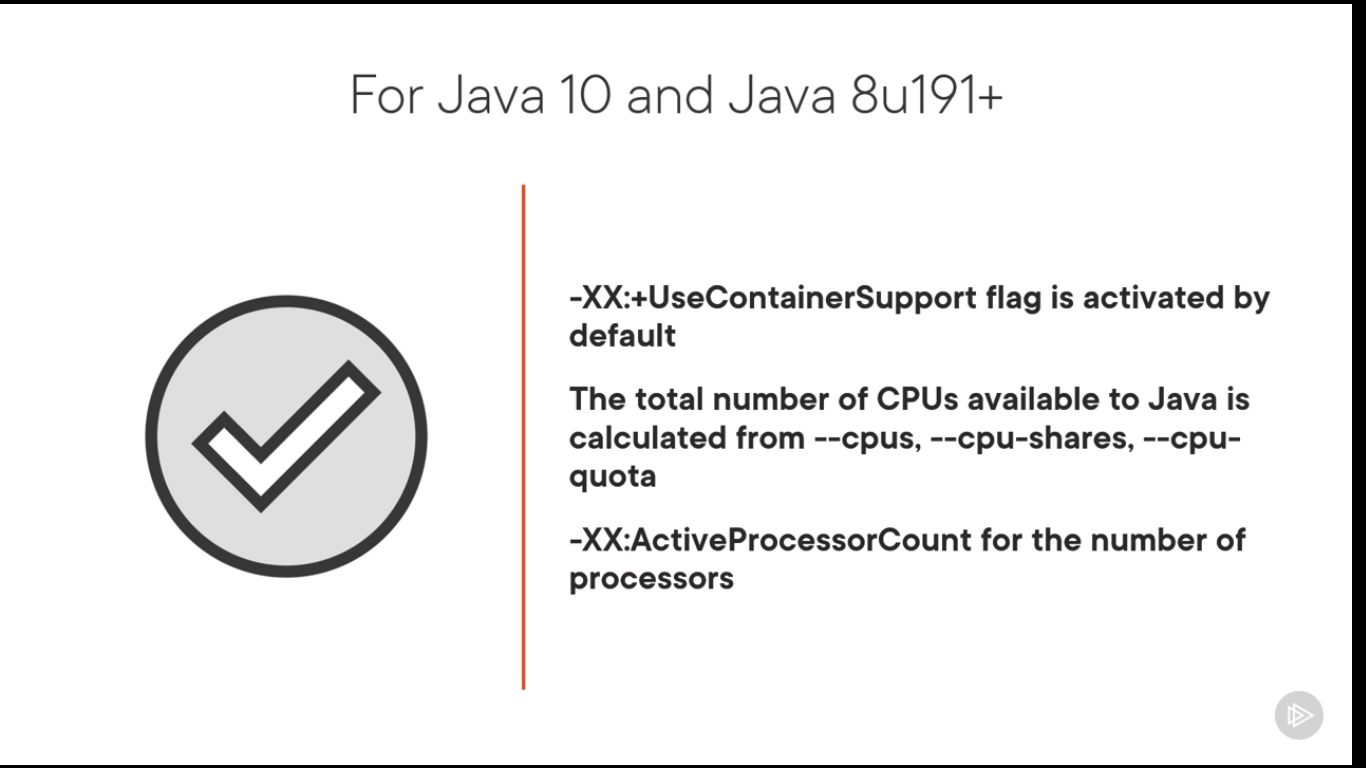 For Java 10 and Java 8u191+
-XX:+UseContainerSupport flag is activated by
default
The total number of CPUs available to Java is
calculated from --cpus, --cpu-shares, --cpu-
quota
-XX:ActiveProcessorCount for the number of
processors